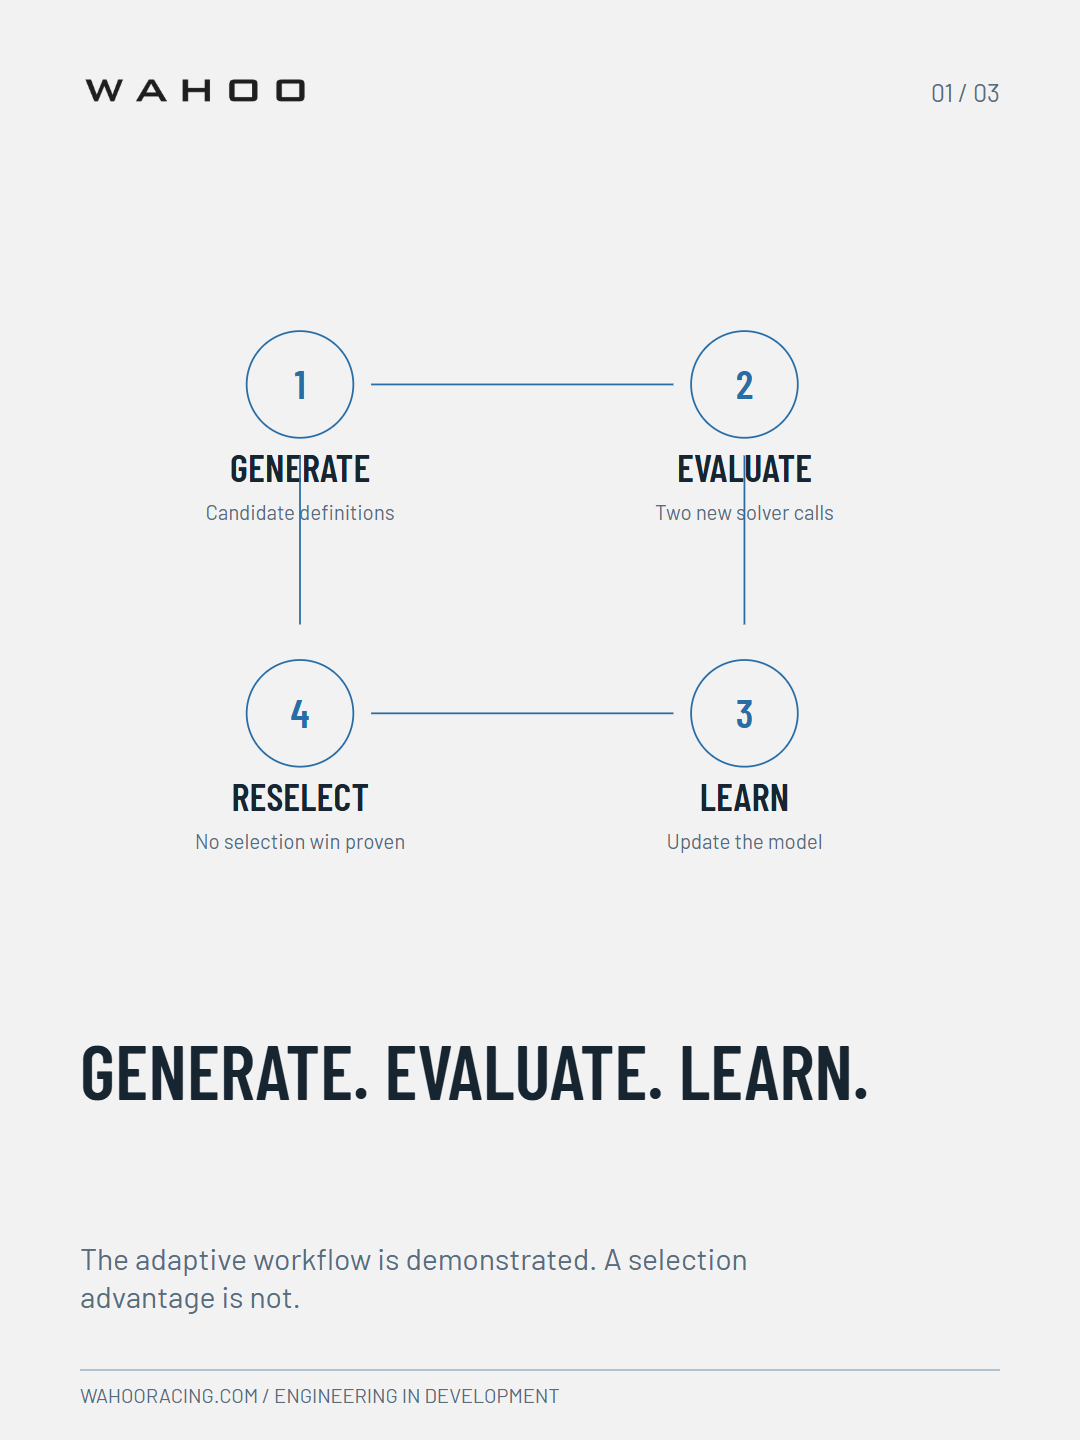 WAHOO
01 / 03
1
2
GENERATE
EVALUATE
Candidate definitions
Two new solver calls
4
3
RESELECT
LEARN
No selection win proven
Update the model
GENERATE. EVALUATE. LEARN.
The adaptive workflow is demonstrated. A selection
advantage is not.
WAHOORACING.COM / ENGINEERING IN DEVELOPMENT